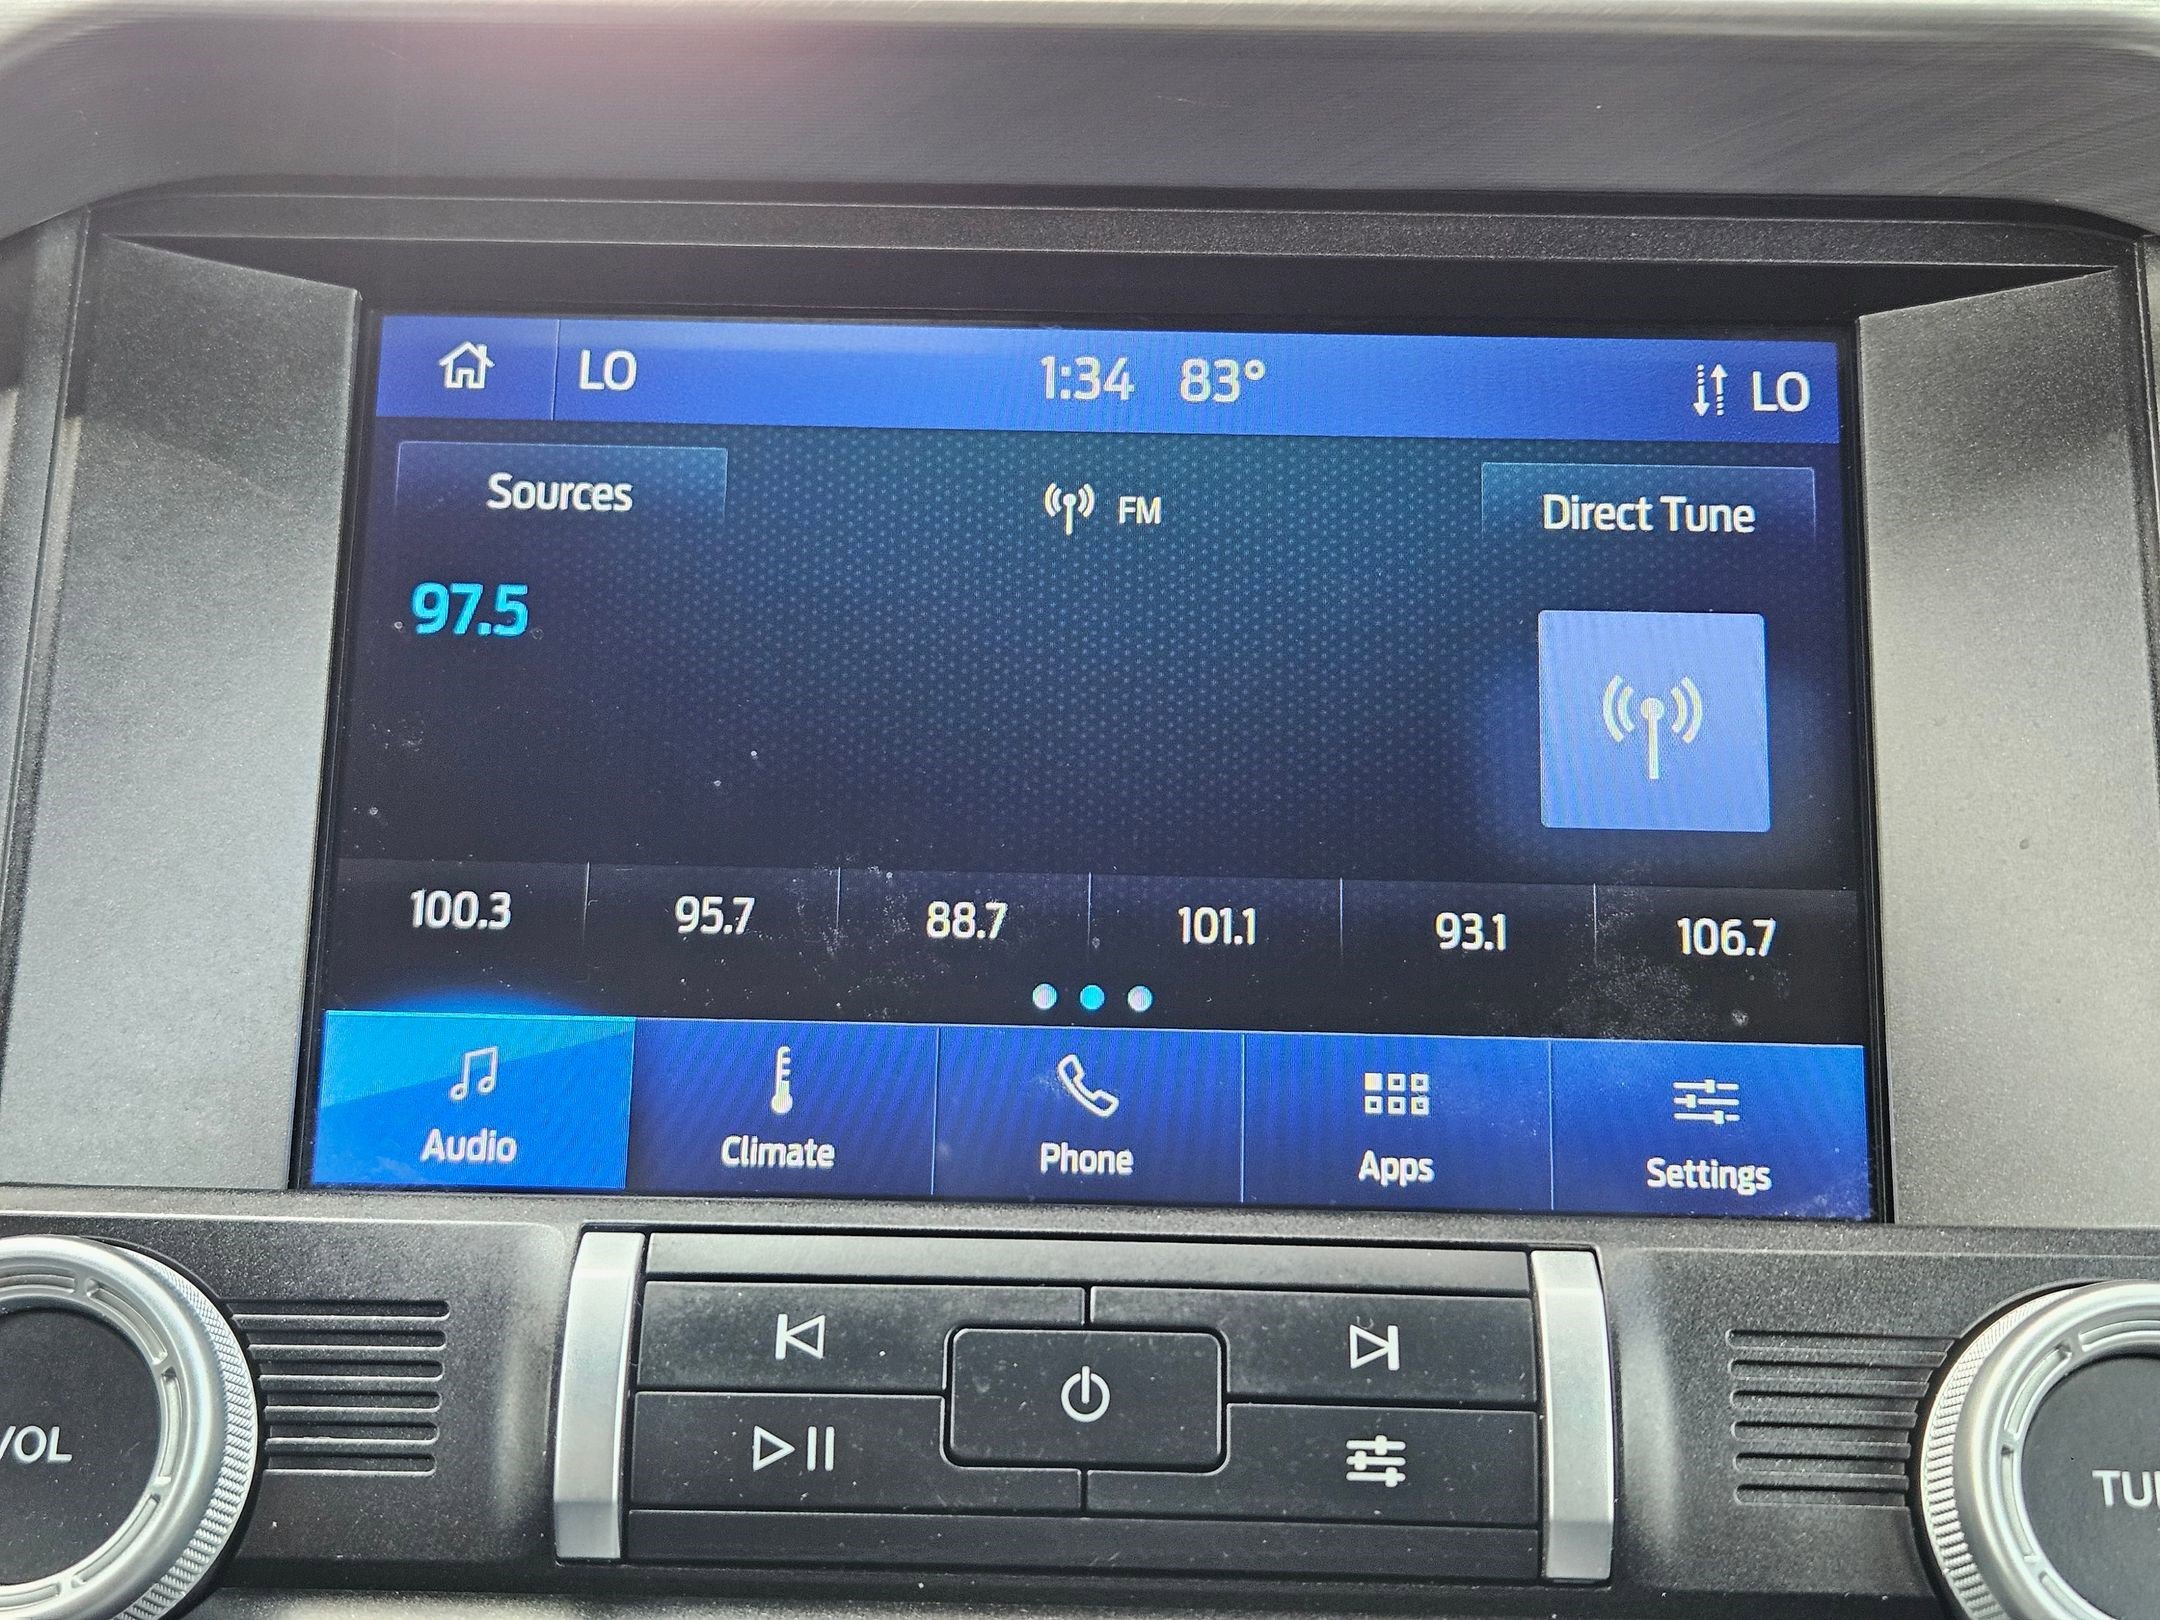 LO 1:34 83° LO
Sources FM Direct Tune
97.5
100.3 95.7 88.7 101.1 93.1 106.7
Audio Climate Phone Apps Settings
VOL
TU